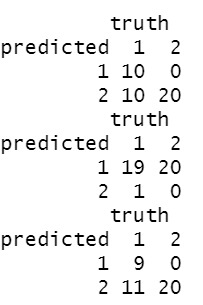 truth
predicted 1 2
1 10 0
2 10 20
truth
predicted 1 2
1 19 20
2 1 0
truth
predicted 1 2
1 9 0
2 11 20